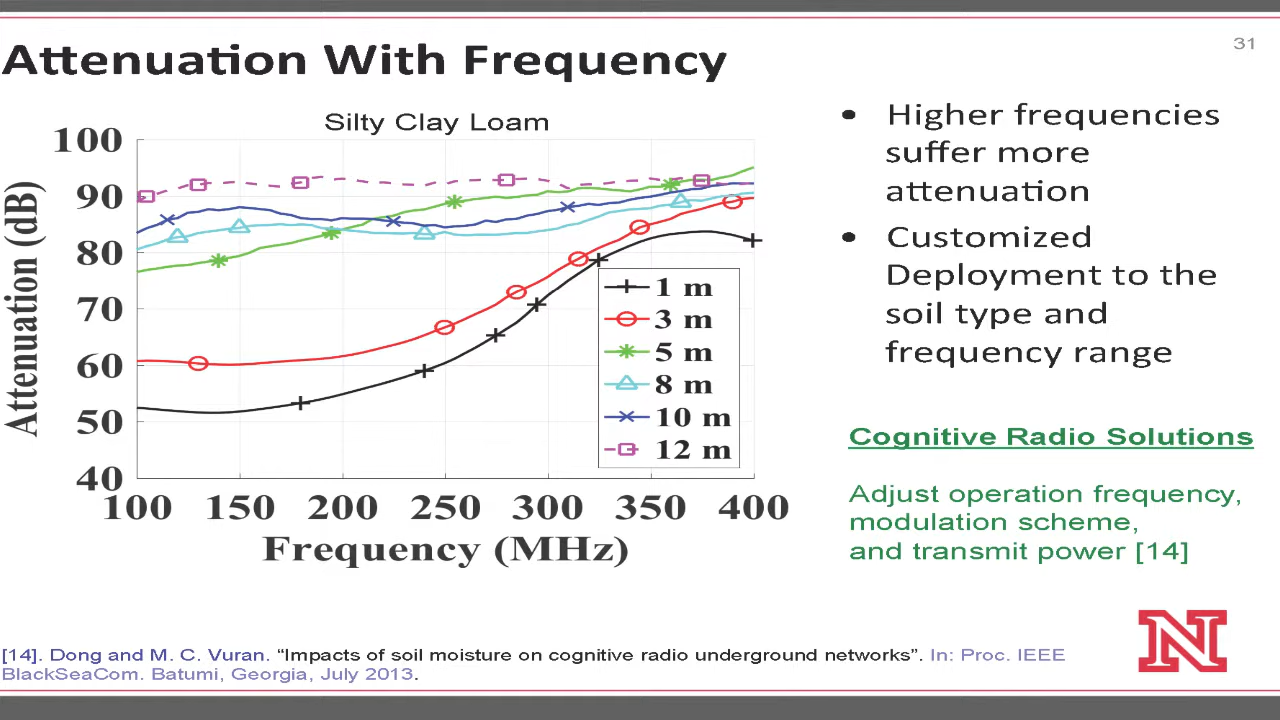 31
Attenuation With Frequency
Silty Clay Loam
Attenuation (dB)
100
90
80
70
60
50
40
100 150 200 250 300 350 400
Frequency (MHz)
1 m
3 m
5 m
8 m
10 m
12 m
• Higher frequencies
suffer more
attenuation
• Customized
Deployment to the
soil type and
frequency range
Cognitive Radio Solutions
Adjust operation frequency,
modulation scheme,
and transmit power [14]
N
[14]. Dong and M. C. Vuran. “Impacts of soil moisture on cognitive radio underground networks”. In: Proc. IEEE
BlackSeaCom. Batumi, Georgia, July 2013.